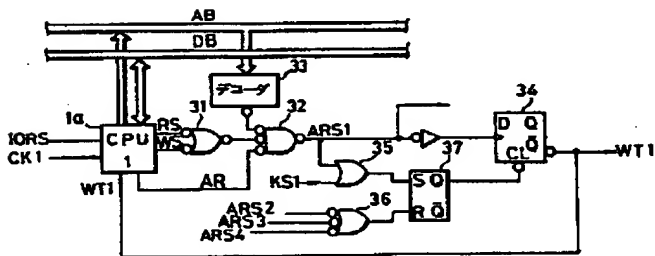 AB
DB
33
デコーダ
34
1a
CPU
1
RS
WS
31
32
ARS1
D Q
CL Q̅
WT1
IORS
CK1
35
37
AR
KS1
S Q
R Q̅
WT1
36
ARS2
ARS3
ARS4